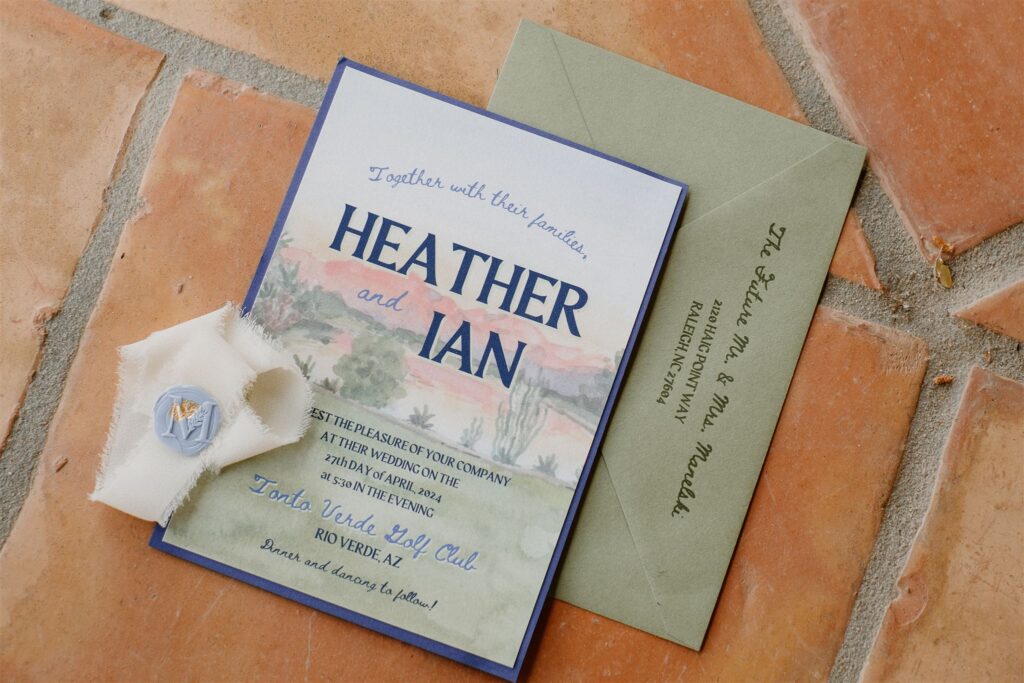 Together with their families,
HEATHER
and
IAN
EST THE PLEASURE OF YOUR COMPANY
AT THEIR WEDDING ON THE
27th DAY of APRIL, 2024
at 5:30 IN THE EVENING
Tonto Verde Golf Club
RIO VERDE, AZ
Dinner and dancing to follow!
M
The Future Mr. & Mrs. Marelski
2120 HAIG POINT WAY
RALEIGH, NC 27604